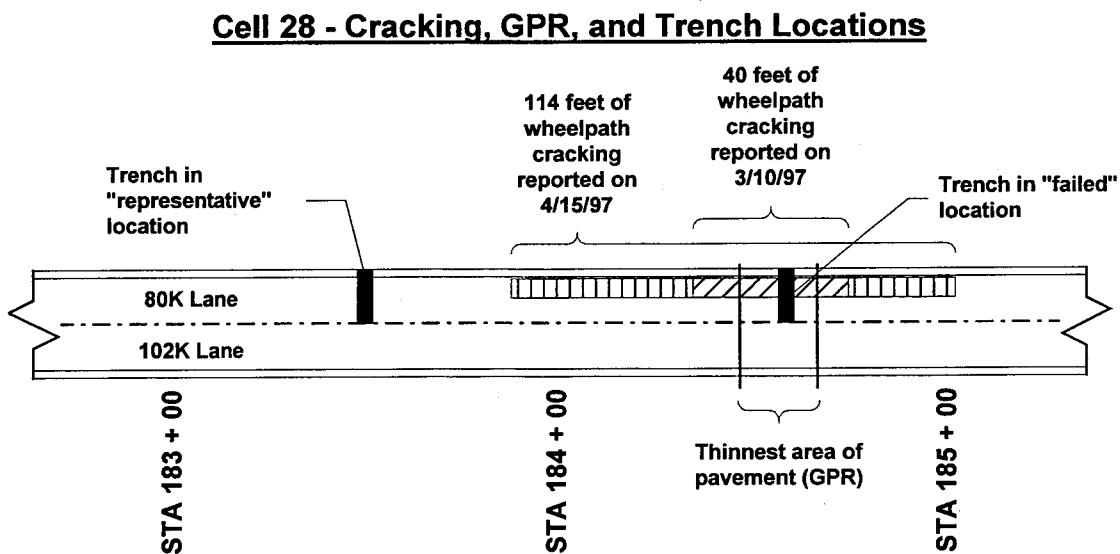 Cell 28 - Cracking, GPR, and Trench Locations
114 feet of
wheelpath
cracking
reported on
4/15/97
40 feet of
wheelpath
cracking
reported on
3/10/97
Trench in
"representative"
location
Trench in "failed"
location
80K Lane
102K Lane
STA 183 + 00
STA 184 + 00
STA 185 + 00
Thinnest area of
pavement (GPR)